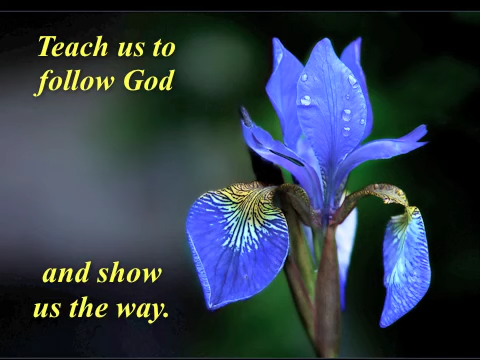 Teach us to
follow God
and show
us the way.